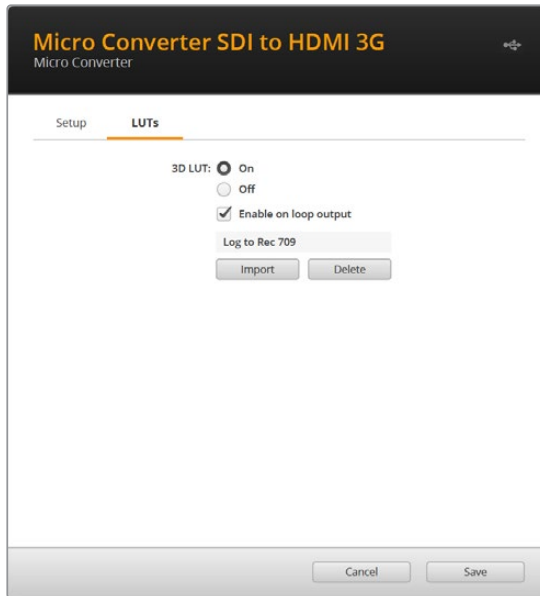 Micro Converter SDI to HDMI 3G
Micro Converter
Setup LUTs
3D LUT: On
Off
Enable on loop output
Log to Rec 709
Import Delete
Cancel Save